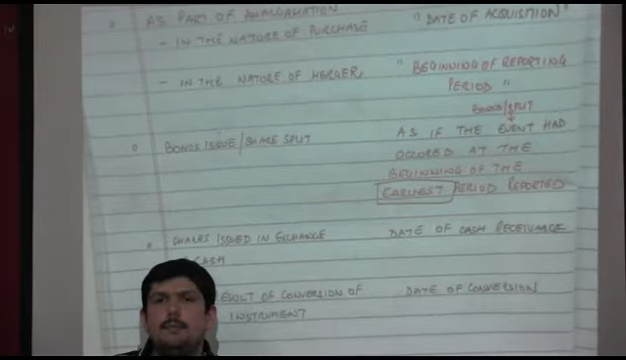 AS PART OF AMALGAMATION
- IN THE NATURE OF PURCHASE "DATE OF ACQUISITION"
- IN THE NATURE OF MERGER, "BEGINNING OF REPORTING
PERIOD"
BONUS/SPLIT
BONUS ISSUE/SHARE SPLIT AS IF THE EVENT HAD
OCCORED AT THE
BEGINNING OF THE
EARLIEST PERIOD REPORTED
SHARES ISSUED IN EXCHANGE DATE OF CASH RECEIVABLE
CASH
RESULT OF CONVERSION OF DATE OF CONVERSION
INSTRUMENT